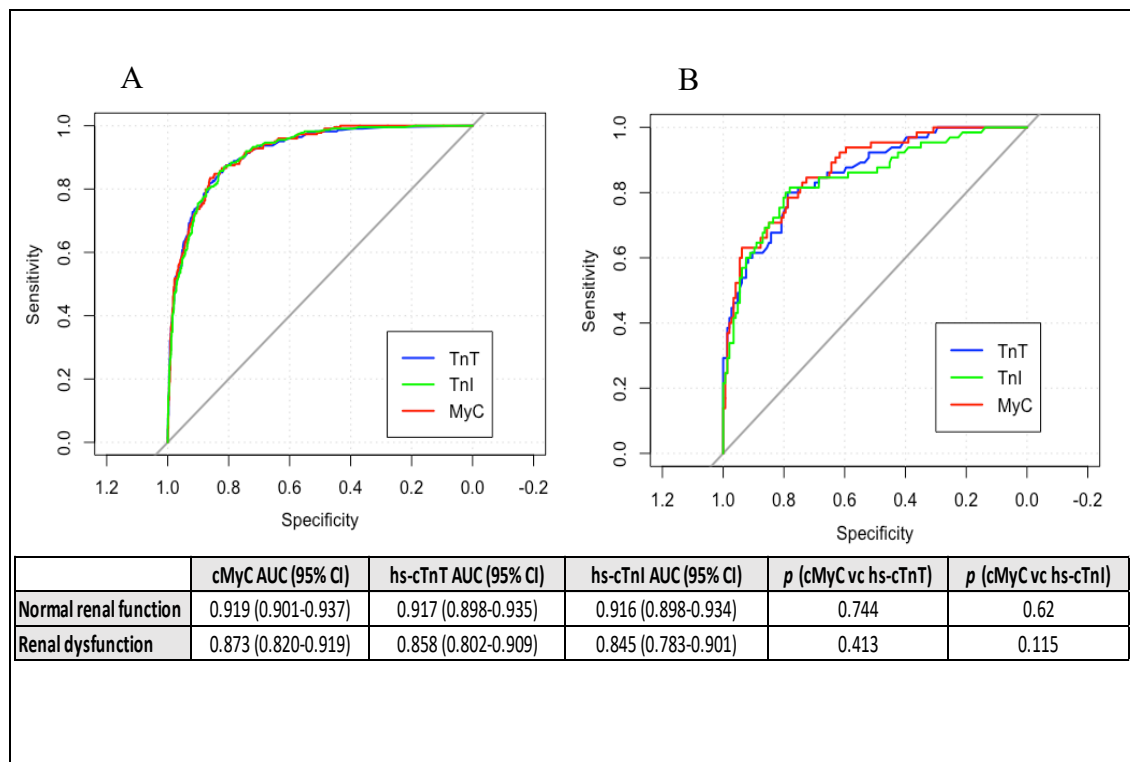 A
B
1.0
0.8
0.6
0.4
0.2
0.0
Sensitivity
TnT
TnI
MyC
1.2 1.0 0.8 0.6 0.4 0.2 0.0 -0.2
Specificity
1.0
0.8
0.6
0.4
0.2
0.0
Sensitivity
TnT
TnI
MyC
1.2 1.0 0.8 0.6 0.4 0.2 0.0 -0.2
Specificity
cMyC AUC (95% CI) hs-cTnT AUC (95% CI) hs-cTnI AUC (95% CI) p (cMyC vc hs-cTnT) p (cMyC vc hs-cTnI)
Normal renal function 0.919 (0.901-0.937) 0.917 (0.898-0.935) 0.916 (0.898-0.934) 0.744 0.62
Renal dysfunction 0.873 (0.820-0.919) 0.858 (0.802-0.909) 0.845 (0.783-0.901) 0.413 0.115